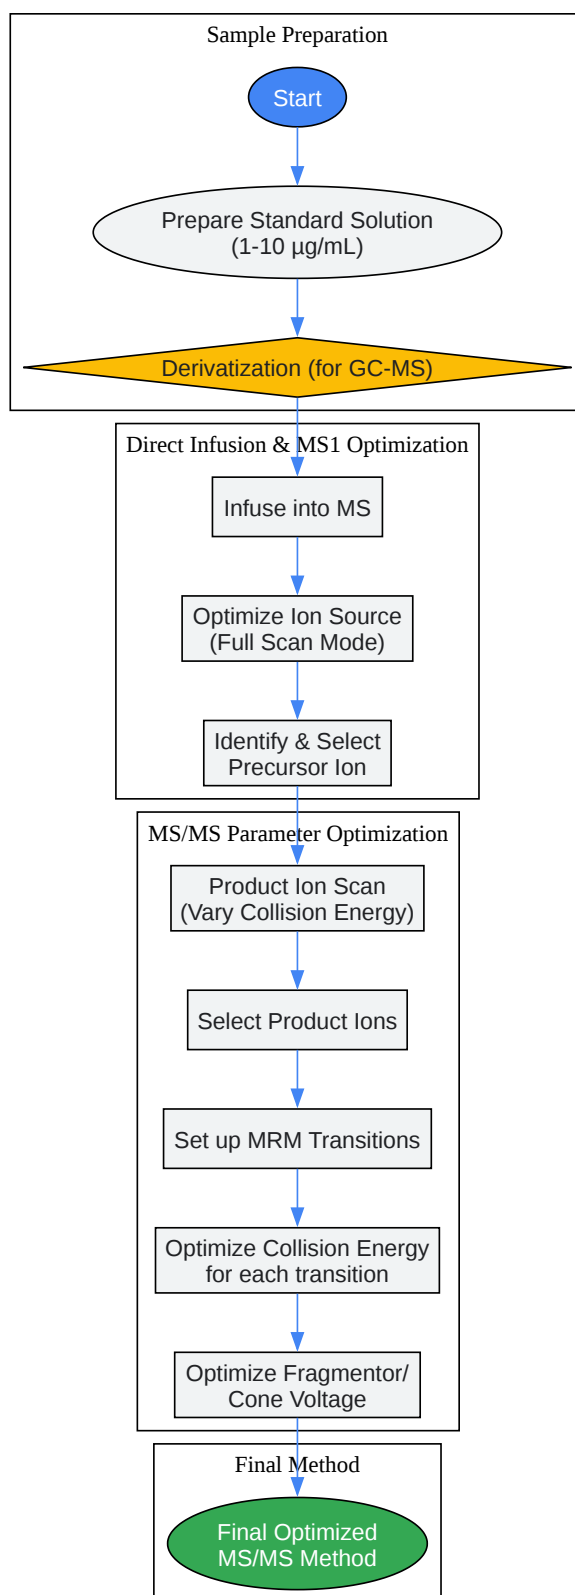 Sample Preparation
Start
Prepare Standard Solution
(1-10 µg/mL)
Derivatization (for GC-MS)
Direct Infusion & MS1 Optimization
Infuse into MS
Optimize Ion Source
(Full Scan Mode)
Identify & Select
Precursor Ion
MS/MS Parameter Optimization
Product Ion Scan
(Vary Collision Energy)
Select Product Ions
Set up MRM Transitions
Optimize Collision Energy
for each transition
Optimize Fragmentor/
Cone Voltage
Final Method
Final Optimized
MS/MS Method